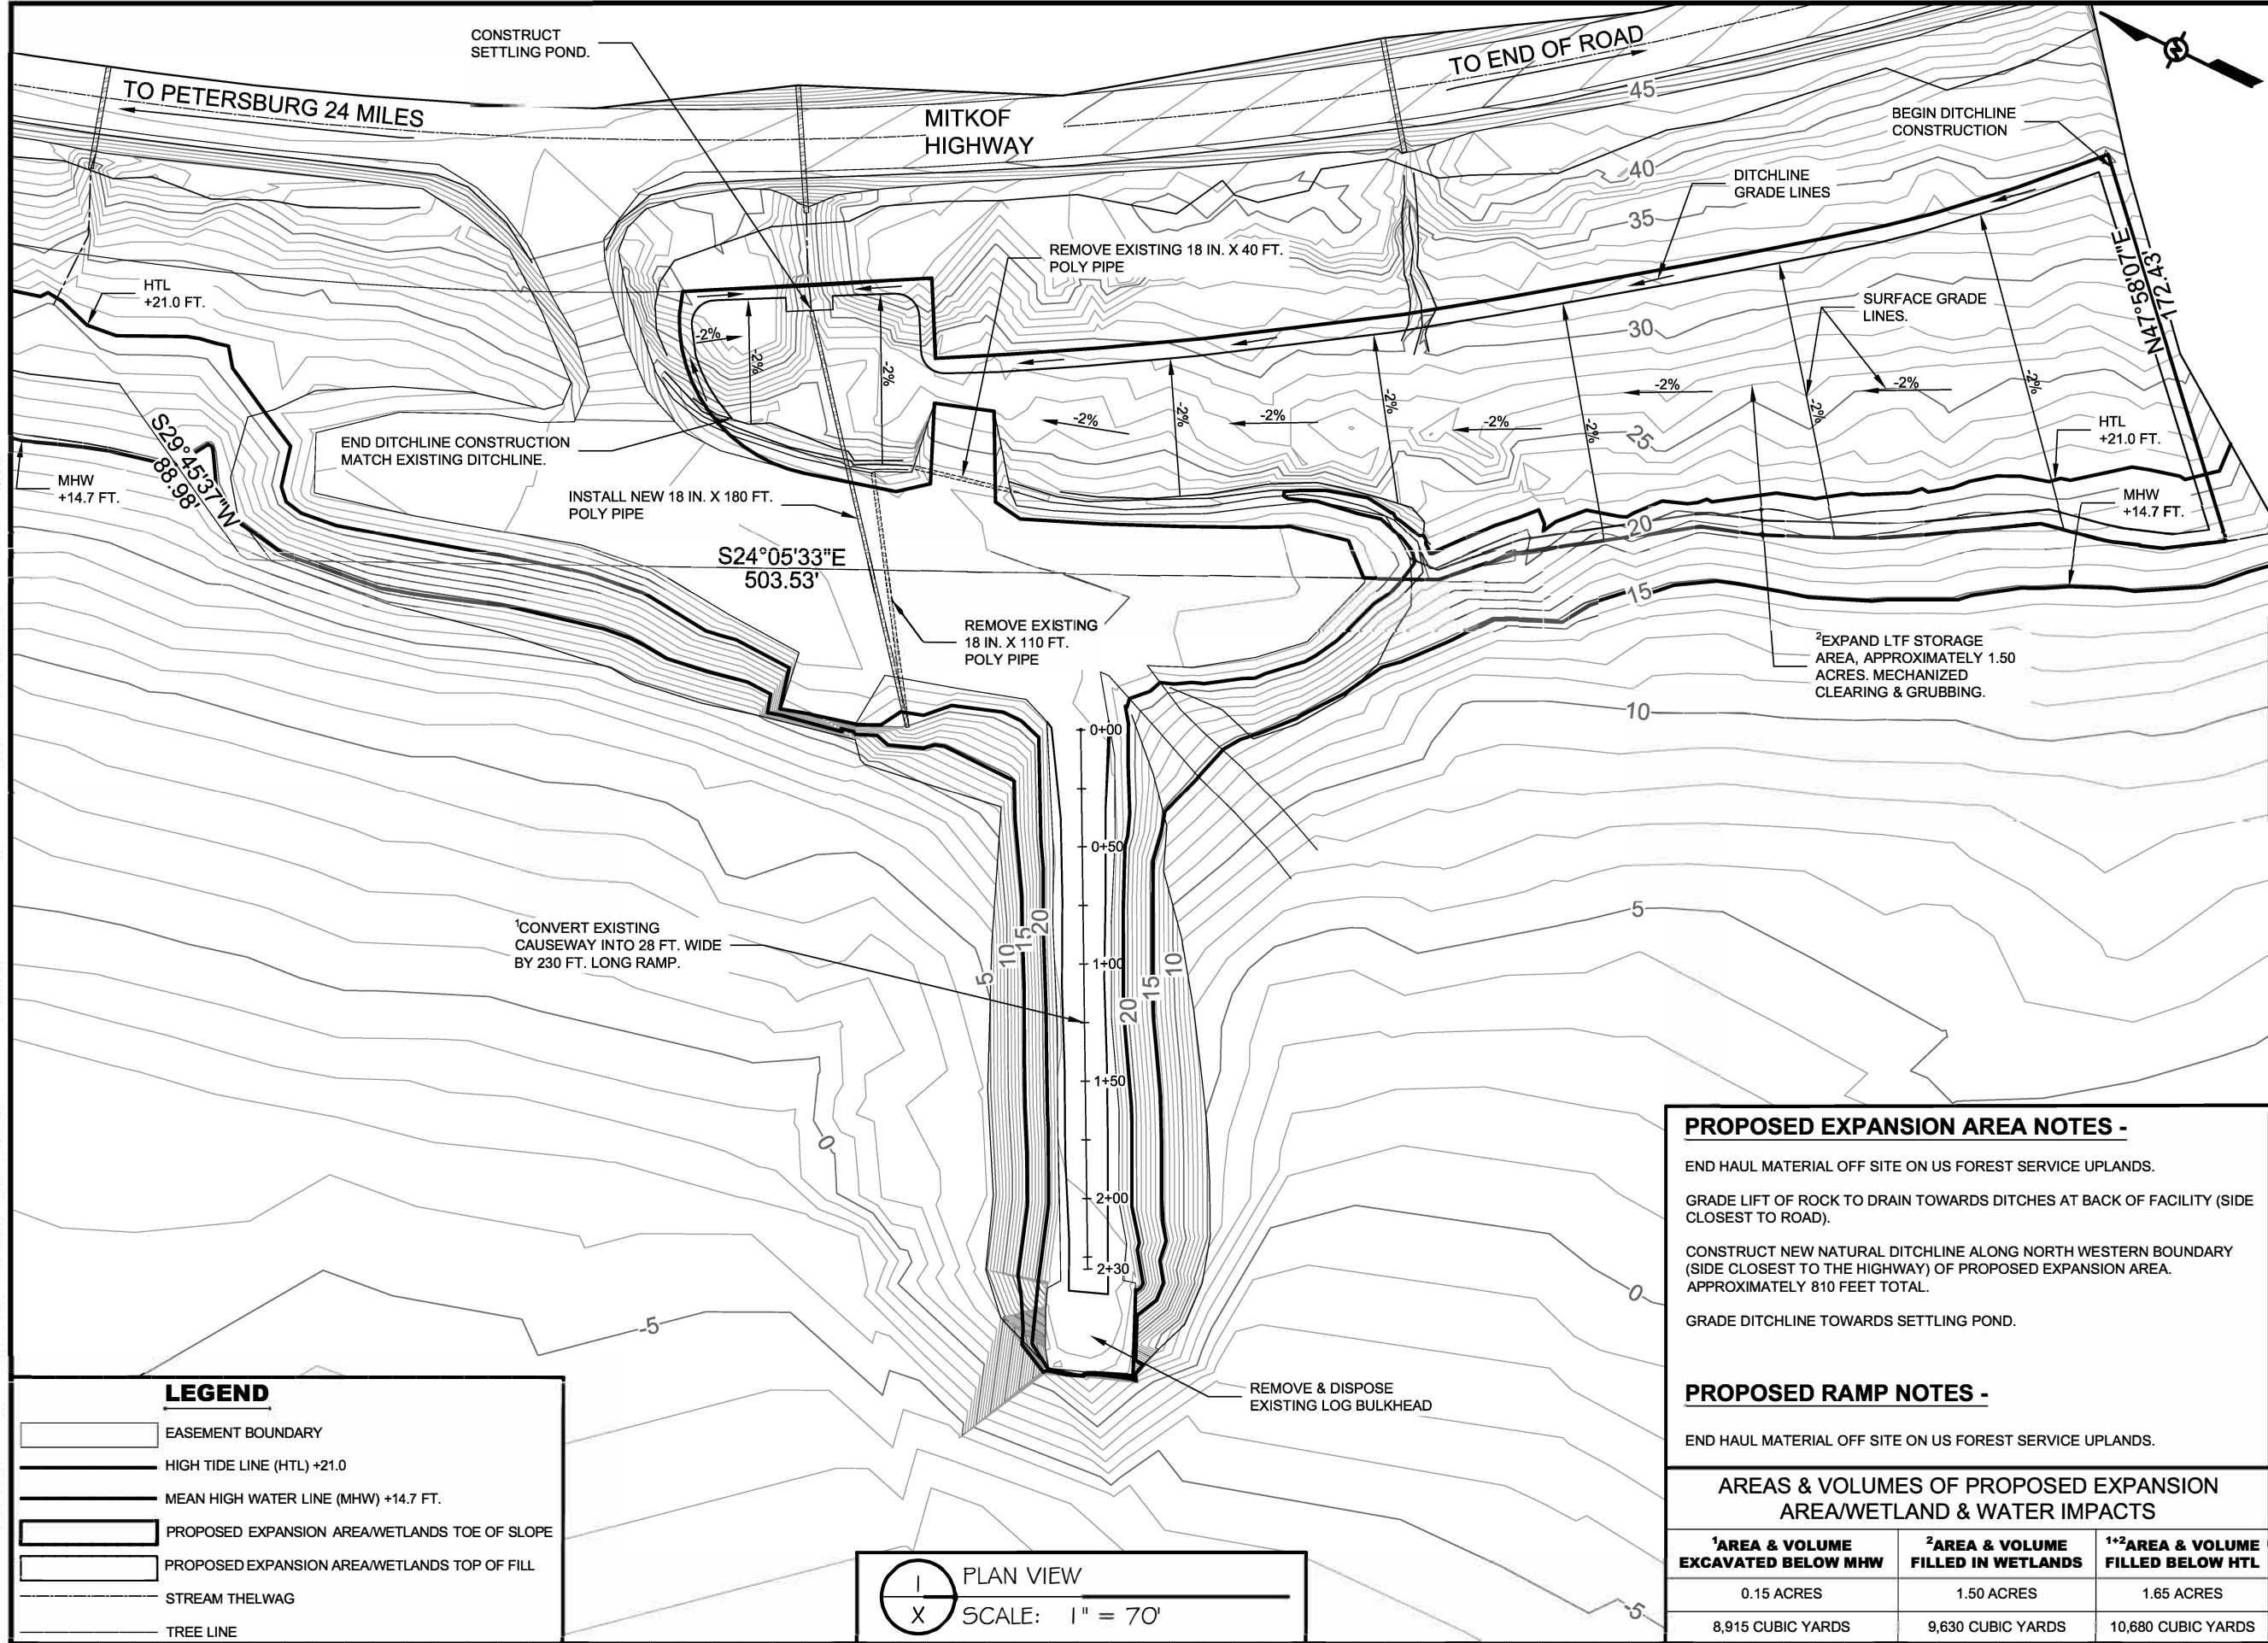 CONSTRUCT
SETTLING POND.
TO PETERSBURG 24 MILES
MITKOF
HIGHWAY
TO END OF ROAD
45
40
35
30
25
20
15
10
5
0
-5
BEGIN DITCHLINE
CONSTRUCTION
DITCHLINE
GRADE LINES
REMOVE EXISTING 18 IN. X 40 FT.
POLY PIPE
SURFACE GRADE
LINES.
N47°58'07"E
172.43'
HTL
+21.0 FT.
HTL
+21.0 FT.
MHW
+14.7 FT.
MHW
+14.7 FT.
S29°45'37"W
88.98'
-2%
-2%
-2%
-2%
-2%
-2%
-2%
-2%
-2%
-2%
-2%
-2%
-2%
END DITCHLINE CONSTRUCTION
MATCH EXISTING DITCHLINE.
INSTALL NEW 18 IN. X 180 FT.
POLY PIPE
S24°05'33"E
503.53'
REMOVE EXISTING
18 IN. X 110 FT.
POLY PIPE
2EXPAND LTF STORAGE
AREA, APPROXIMATELY 1.50
ACRES. MECHANIZED
CLEARING & GRUBBING.
0+00
0+50
1+00
1+50
2+00
2+30
1CONVERT EXISTING
CAUSEWAY INTO 28 FT. WIDE
BY 230 FT. LONG RAMP.
5
10
15
20
20
15
10
0
-5
REMOVE & DISPOSE
EXISTING LOG BULKHEAD
LEGEND
EASEMENT BOUNDARY
HIGH TIDE LINE (HTL) +21.0
MEAN HIGH WATER LINE (MHW) +14.7 FT.
PROPOSED EXPANSION AREA/WETLANDS TOE OF SLOPE
PROPOSED EXPANSION AREA/WETLANDS TOP OF FILL
STREAM THELWAG
TREE LINE
1
X
PLAN VIEW
SCALE: 1" = 70'
PROPOSED EXPANSION AREA NOTES -
END HAUL MATERIAL OFF SITE ON US FOREST SERVICE UPLANDS.
GRADE LIFT OF ROCK TO DRAIN TOWARDS DITCHES AT BACK OF FACILITY (SIDE
CLOSEST TO ROAD).
CONSTRUCT NEW NATURAL DITCHLINE ALONG NORTH WESTERN BOUNDARY
(SIDE CLOSEST TO THE HIGHWAY) OF PROPOSED EXPANSION AREA.
APPROXIMATELY 810 FEET TOTAL.
GRADE DITCHLINE TOWARDS SETTLING POND.
PROPOSED RAMP NOTES -
END HAUL MATERIAL OFF SITE ON US FOREST SERVICE UPLANDS.
AREAS & VOLUMES OF PROPOSED EXPANSION
AREA/WETLAND & WATER IMPACTS
1AREA & VOLUME
EXCAVATED BELOW MHW
2AREA & VOLUME
FILLED IN WETLANDS
1+2AREA & VOLUME
FILLED BELOW HTL
0.15 ACRES
1.50 ACRES
1.65 ACRES
8,915 CUBIC YARDS
9,630 CUBIC YARDS
10,680 CUBIC YARDS
N